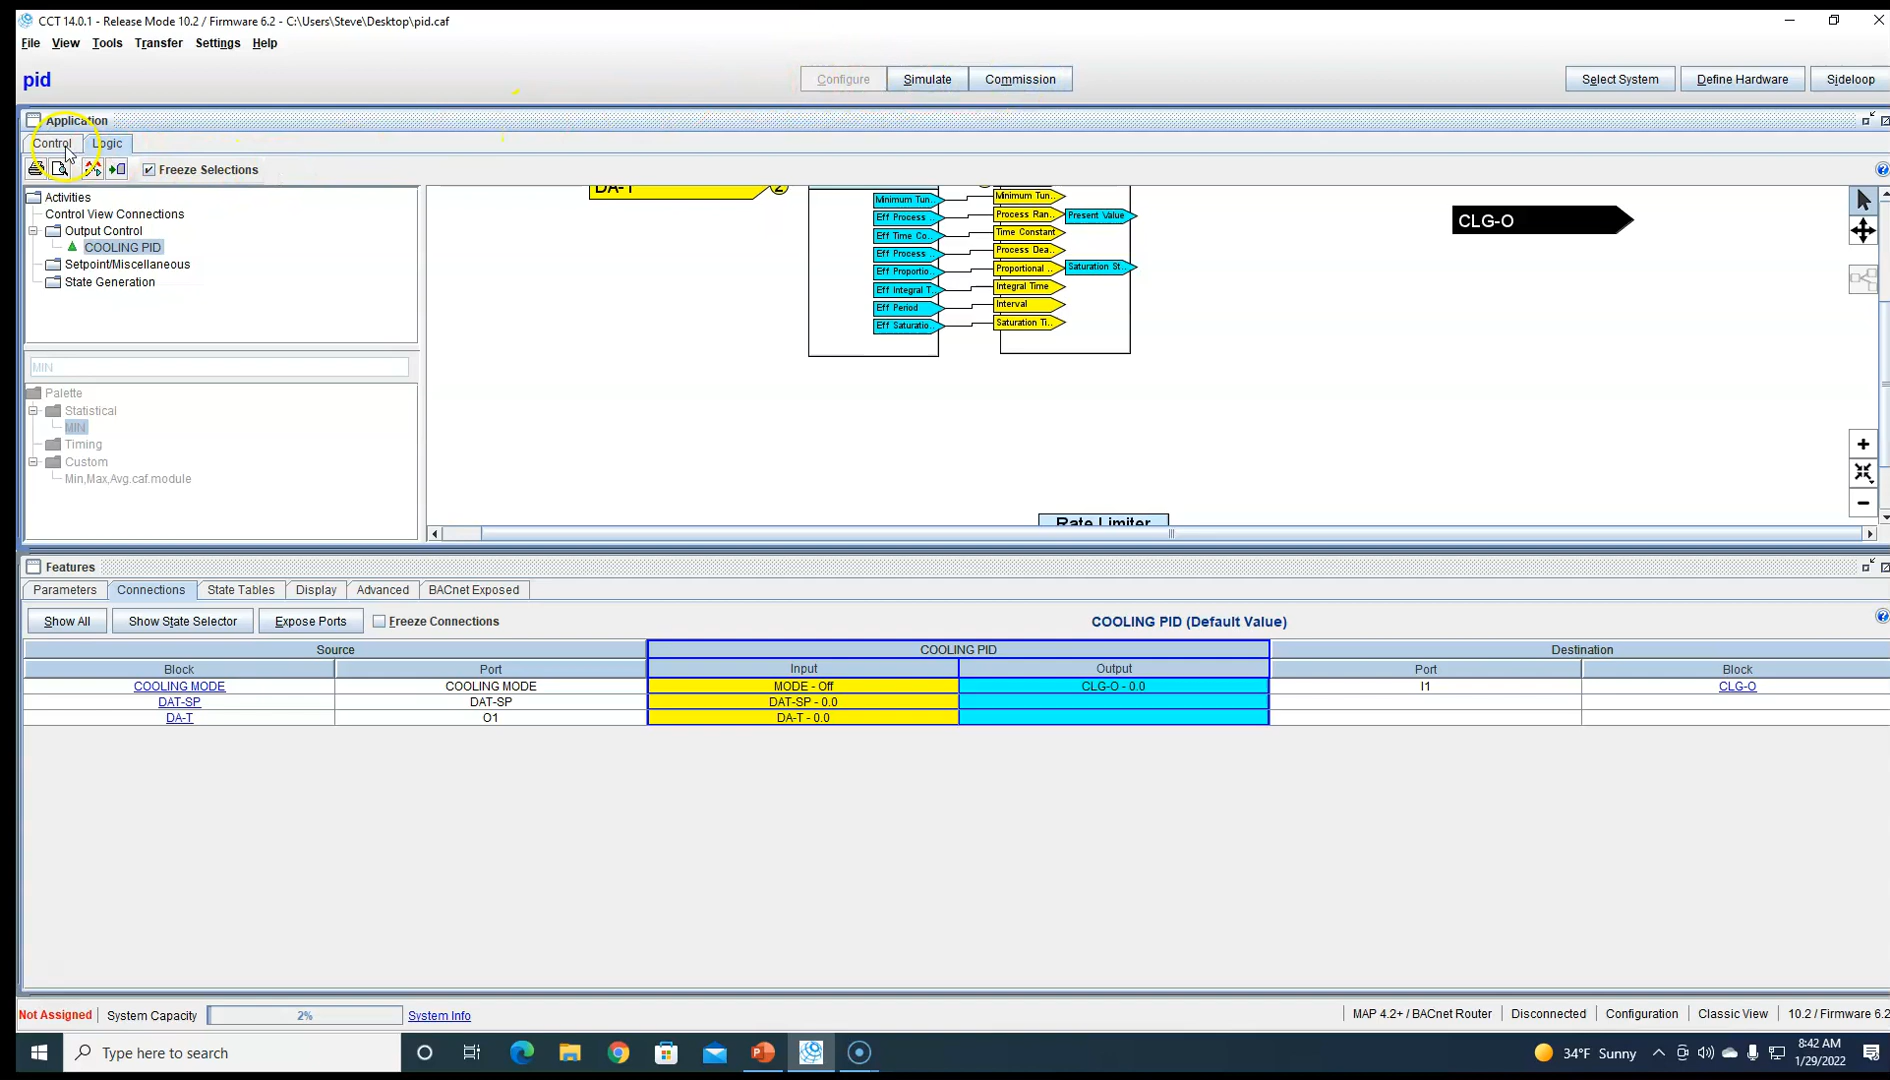 CCT 14.0.1 - Release Mode 10.2 / Firmware 6.2 - C:\Users\Steve\Desktop\pid.caf
File View Tools Transfer Settings Help
pid Configure Simulate Commission Select System Define Hardware Sideloop
Application
Control Logic
Freeze Selections
Activities
Control View Connections
Output Control
COOLING PID
Setpoint/Miscellaneous
State Generation
MIN
Palette
Statistical
MIN
Timing
Custom
Min,Max,Avg.caf.module
DA-T 2
Minimum Tun.. Minimum Tun..
Eff Process .. Process Ran.. Present Value
Eff Time Co.. Time Constant
Eff Process .. Process Dea..
Eff Proportio.. Proportional .. Saturation St..
Eff Integral T.. Integral Time
Eff Period Interval
Eff Saturatio.. Saturation Ti..
CLG-O
Rate Limiter
Features
Parameters Connections State Tables Display Advanced BACnet Exposed
Show All Show State Selector Expose Ports Freeze Connections COOLING PID (Default Value)
Source COOLING PID Destination
Block Port Input Output Port Block
COOLING MODE COOLING MODE MODE - Off CLG-O - 0.0 I1 CLG-O
DAT-SP DAT-SP DAT-SP - 0.0
DA-T O1 DA-T - 0.0
Not Assigned System Capacity 2% System Info MAP 4.2+ / BACnet Router Disconnected Configuration Classic View 10.2 / Firmware 6.2
Type here to search 34°F Sunny 8:42 AM
1/29/2022